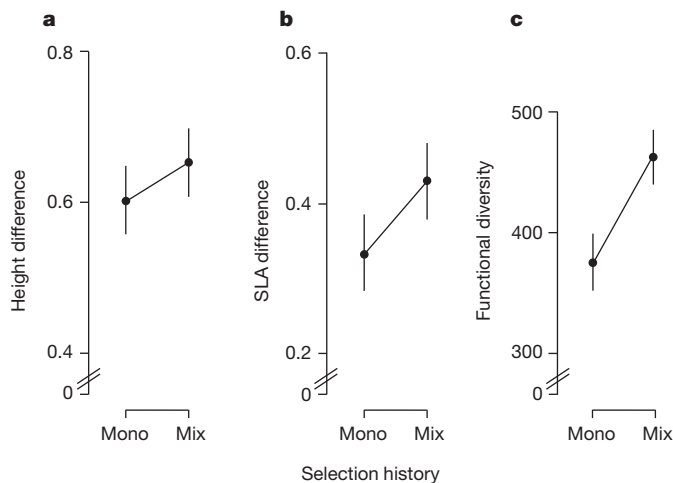 a
Height difference
0.8
0.6
0.4
0
Mono
Mix
b
SLA difference
0.6
0.4
0.2
0
Mono
Mix
c
Functional diversity
500
400
300
0
Mono
Mix
Selection history